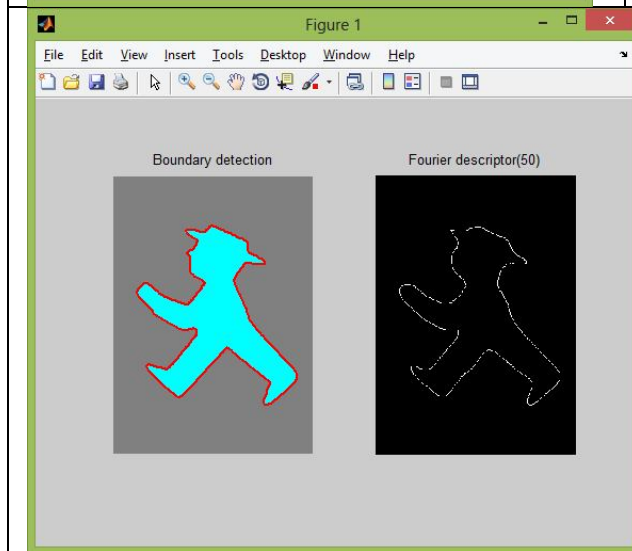 Figure 1
File Edit View Insert Tools Desktop Window Help
Boundary detection Fourier descriptor(50)